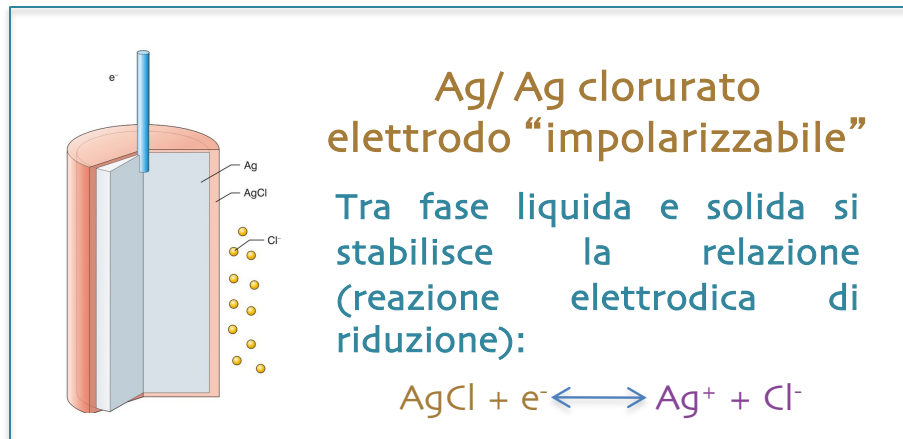 e⁻
Ag
AgCl
Cl⁻
Ag/ Ag clorurato
elettrodo “impolarizzabile”
Tra fase liquida e solida si
stabilisce la relazione
(reazione elettrodica di
riduzione):
AgCl + e⁻ ⟷ Ag⁺ + Cl⁻